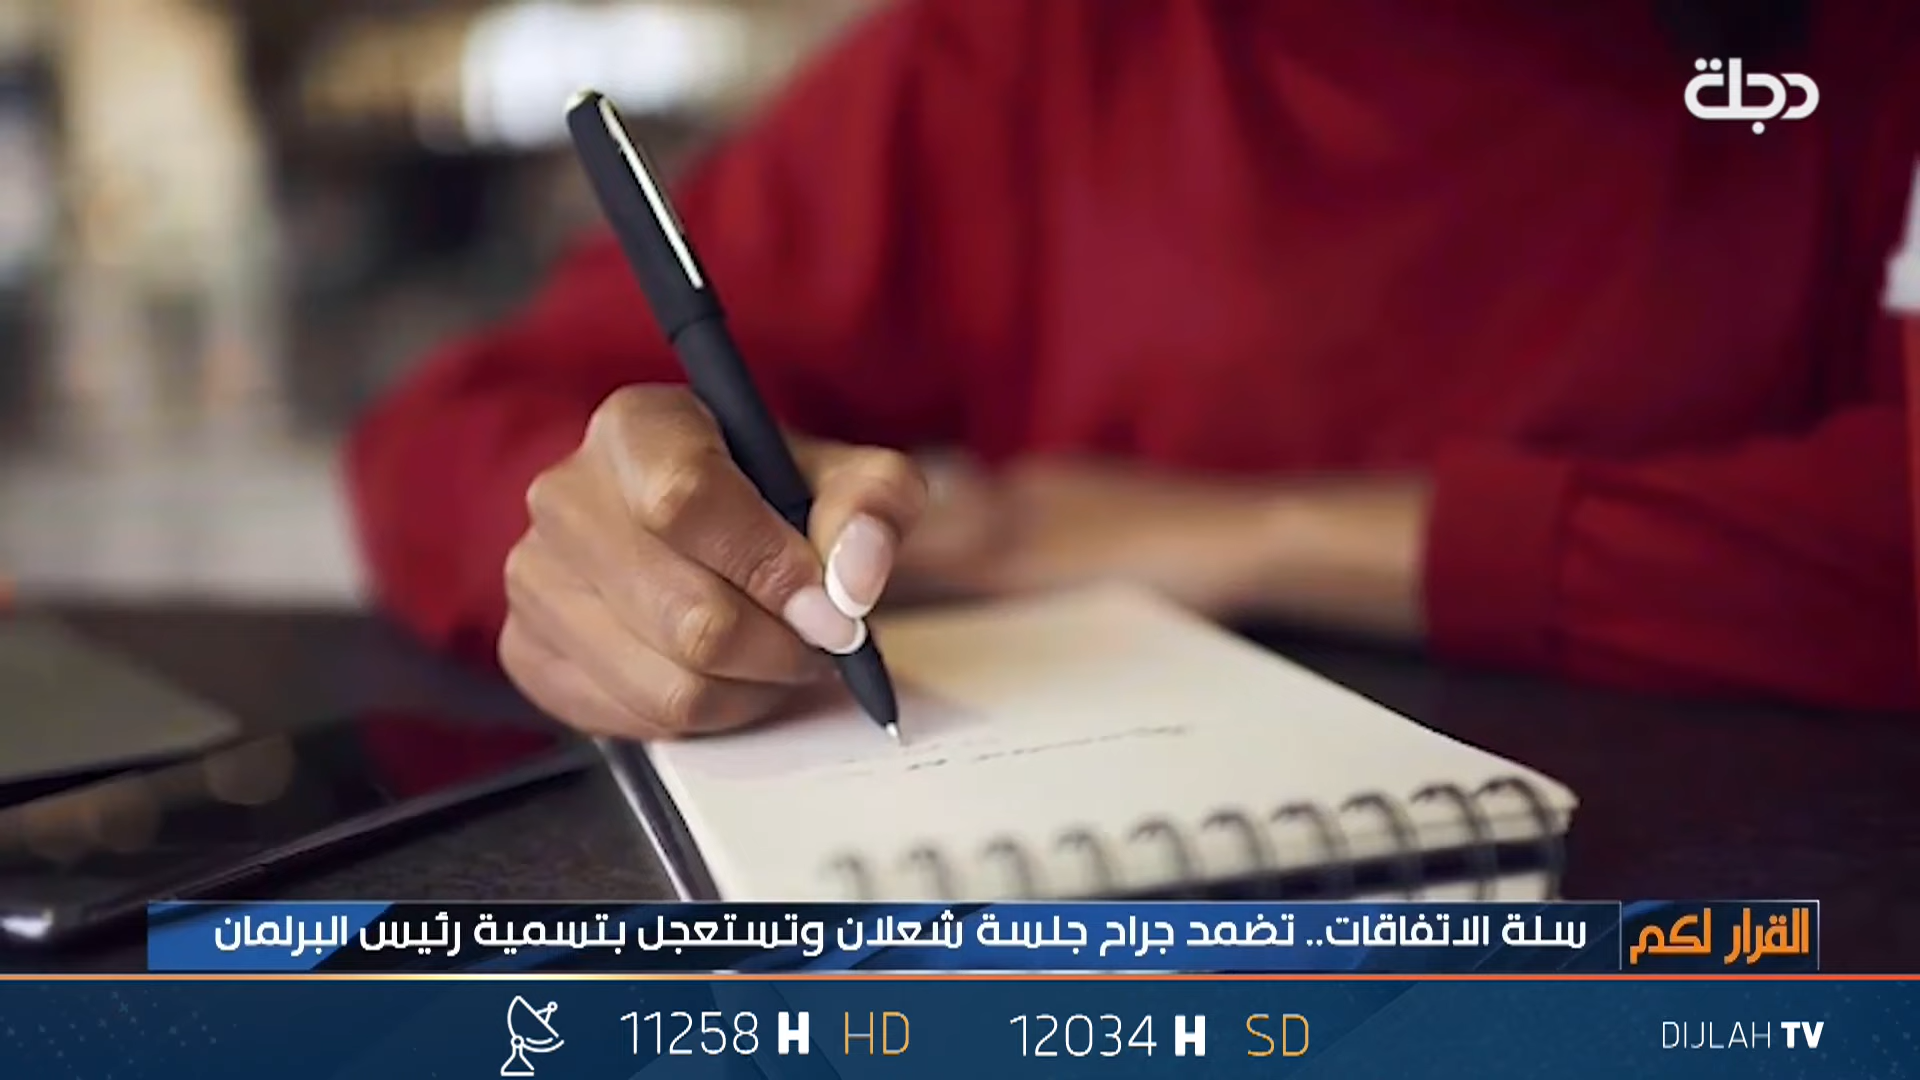 دجلة
القرار لكم
سلة الاتفاقات.. تضمد جراح جلسة شعلان وتستعجل بتسمية رئيس البرلمان
11258 H HD 12034 H SD DIJLAH TV